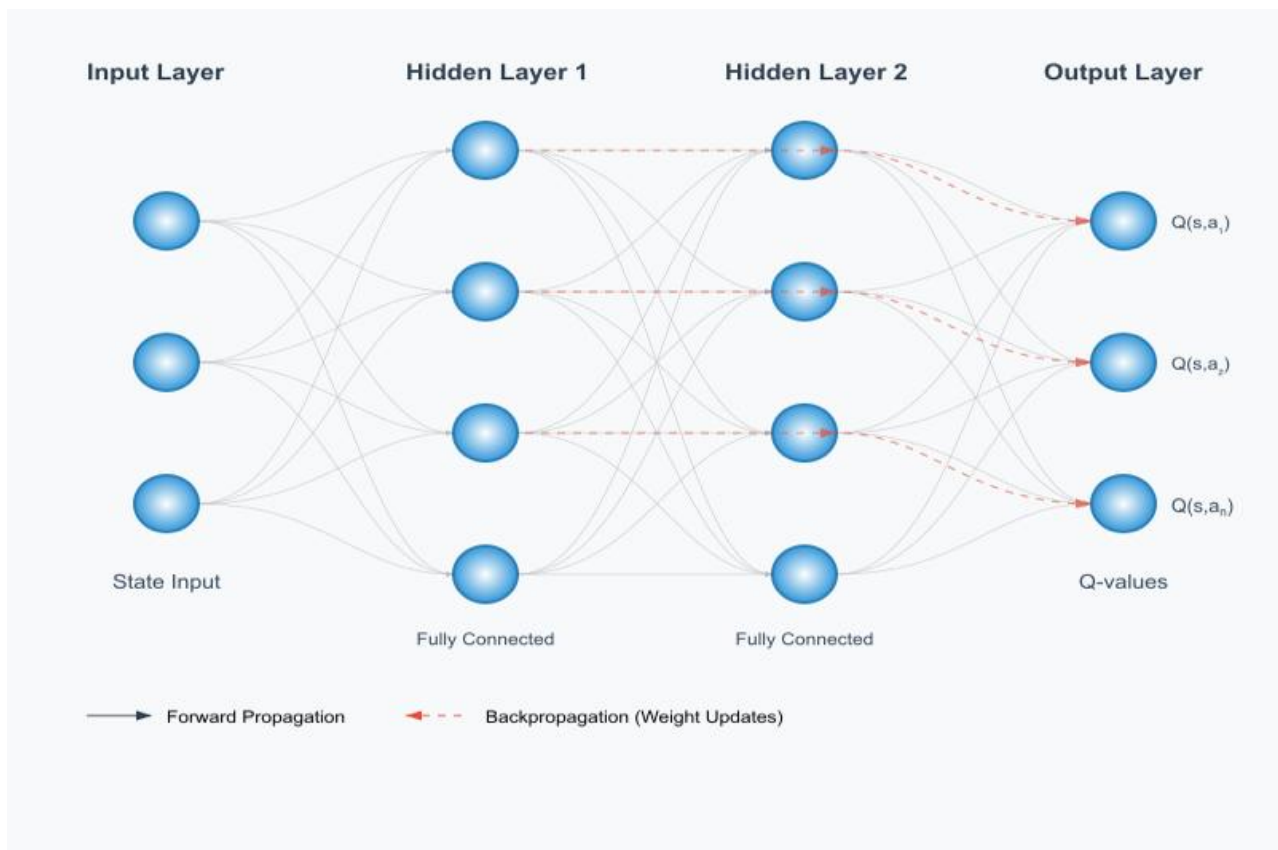 Input Layer
Hidden Layer 1
Hidden Layer 2
Output Layer
Q(s,a₁)
Q(s,a₂)
Q(s,aₙ)
State Input
Q-values
Fully Connected
Fully Connected
Forward Propagation
Backpropagation (Weight Updates)